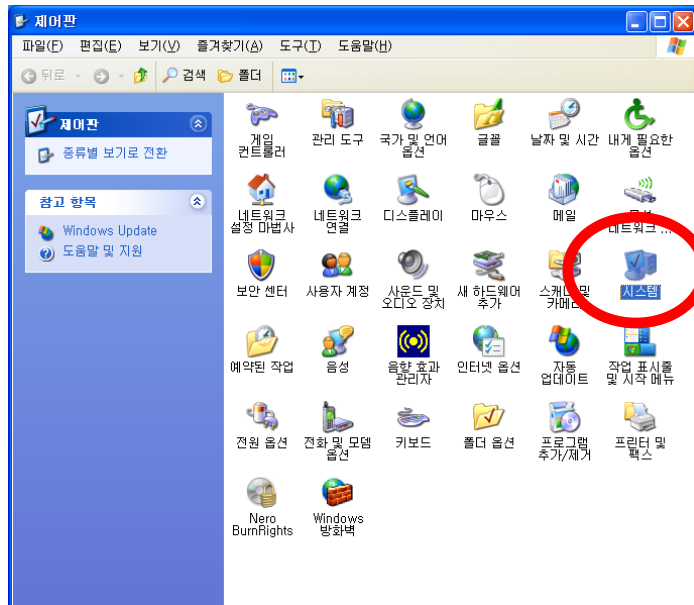 제어판
파일(F) 편집(E) 보기(V) 즐겨찾기(A) 도구(T) 도움말(H)
뒤로 검색 폴더
제어판
종류별 보기로 전환
참고 항목
Windows Update
도움말 및 지원
게임
컨트롤러
관리 도구
국가 및 언어
옵션
글꼴
날짜 및 시간
내게 필요한
옵션
네트워크
설정 마법사
네트워크
연결
디스플레이
마우스
메일
네트워크 ...
보안 센터
사용자 계정
사운드 및
오디오 장치
새 하드웨어
추가
스캐너 및
카메라
시스템
예약된 작업
음성
음향 효과
관리자
인터넷 옵션
자동
업데이트
작업 표시줄
및 시작 메뉴
전원 옵션
전화 및 모뎀
옵션
키보드
폴더 옵션
프로그램
추가/제거
프린터 및
팩스
Nero
BurnRights
Windows
방화벽